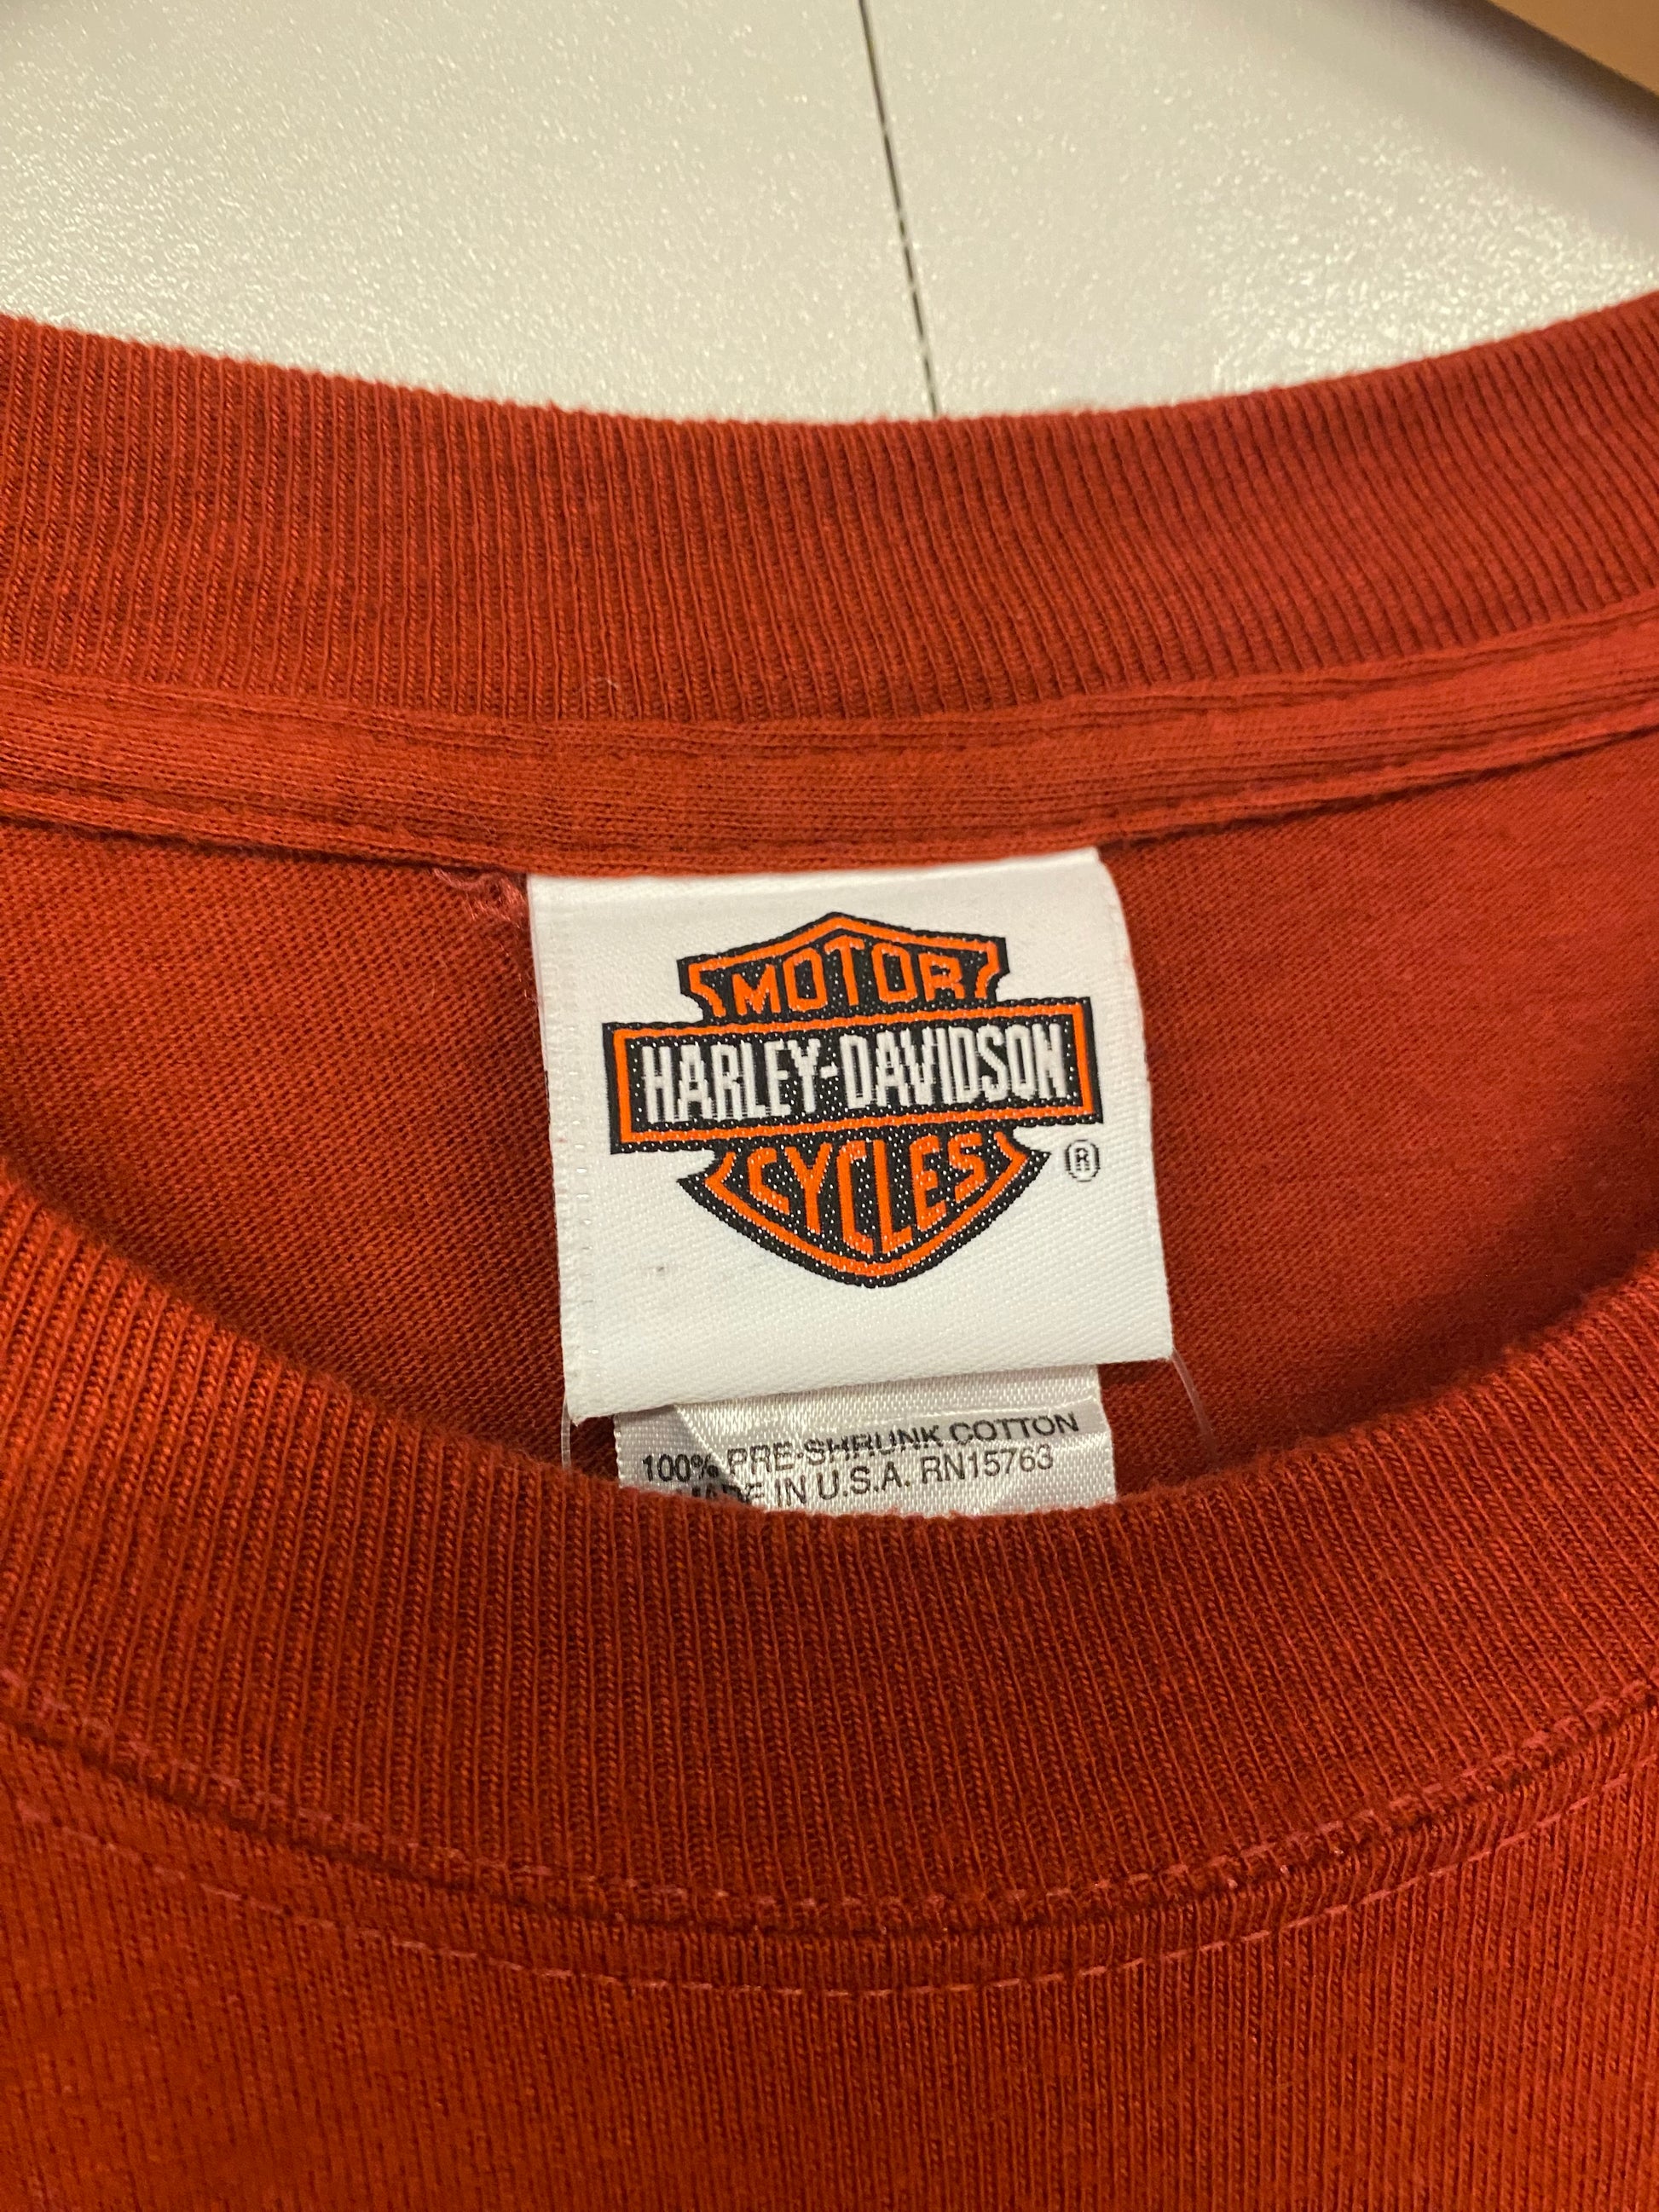 MOTOR
HARLEY-DAVIDSON
CYCLES
®
100% PRE-SHRUNK COTTON
MADE IN U.S.A. RN15763